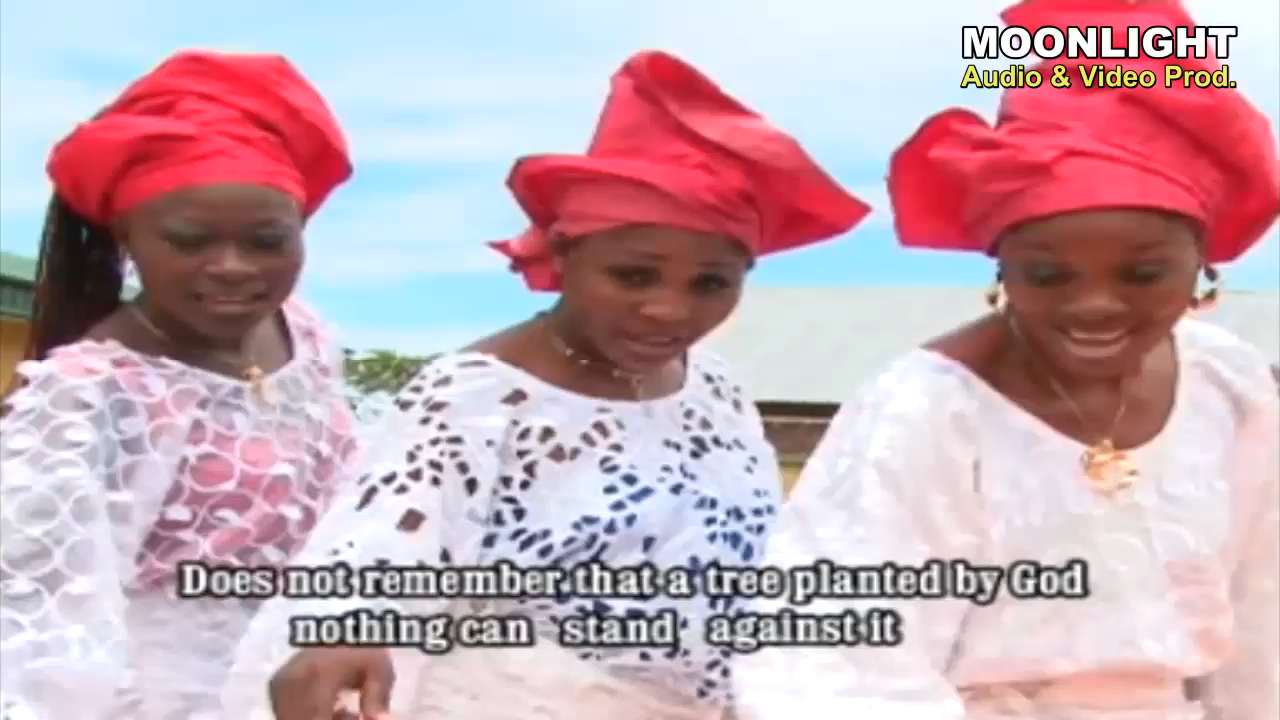 MOONLIGHT
Audio & Video Prod.
Does not remember that a tree planted by God
nothing can stand against it